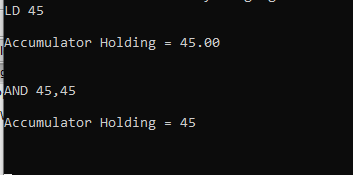 LD 45
Accumulator Holding = 45.00
AND 45,45
Accumulator Holding = 45